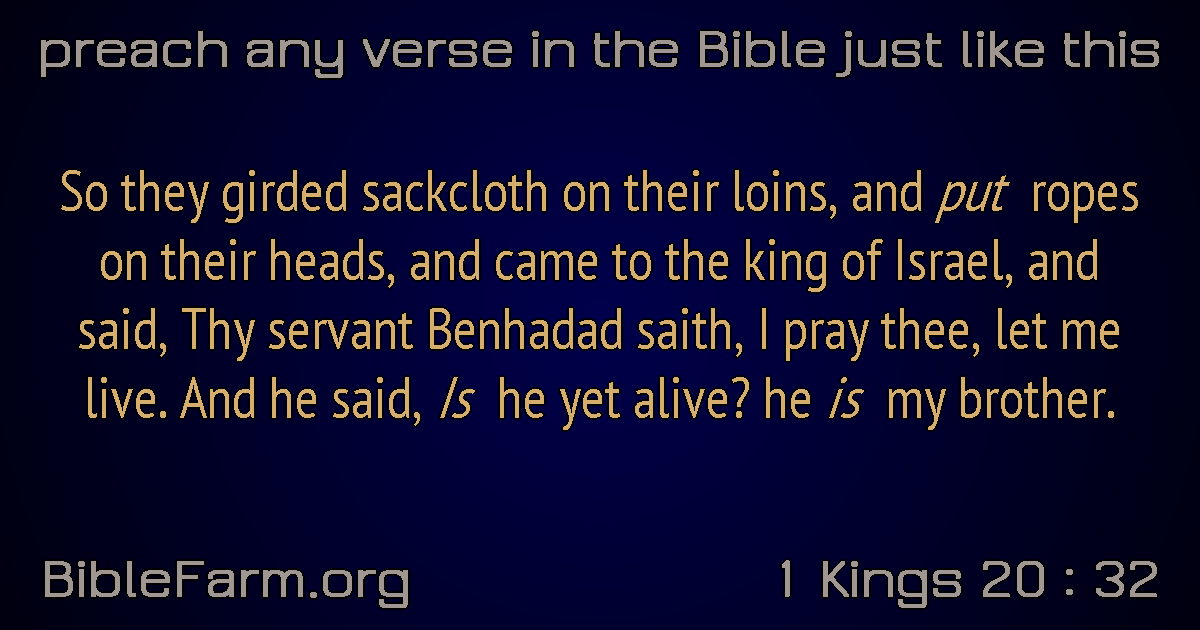 preach any verse in the Bible just like this
So they girded sackcloth on their loins, and put ropes
on their heads, and came to the king of Israel, and
said, Thy servant Benhadad saith, I pray thee, let me
live. And he said, Is he yet alive? he is my brother.
BibleFarm.org
1 Kings 20 : 32